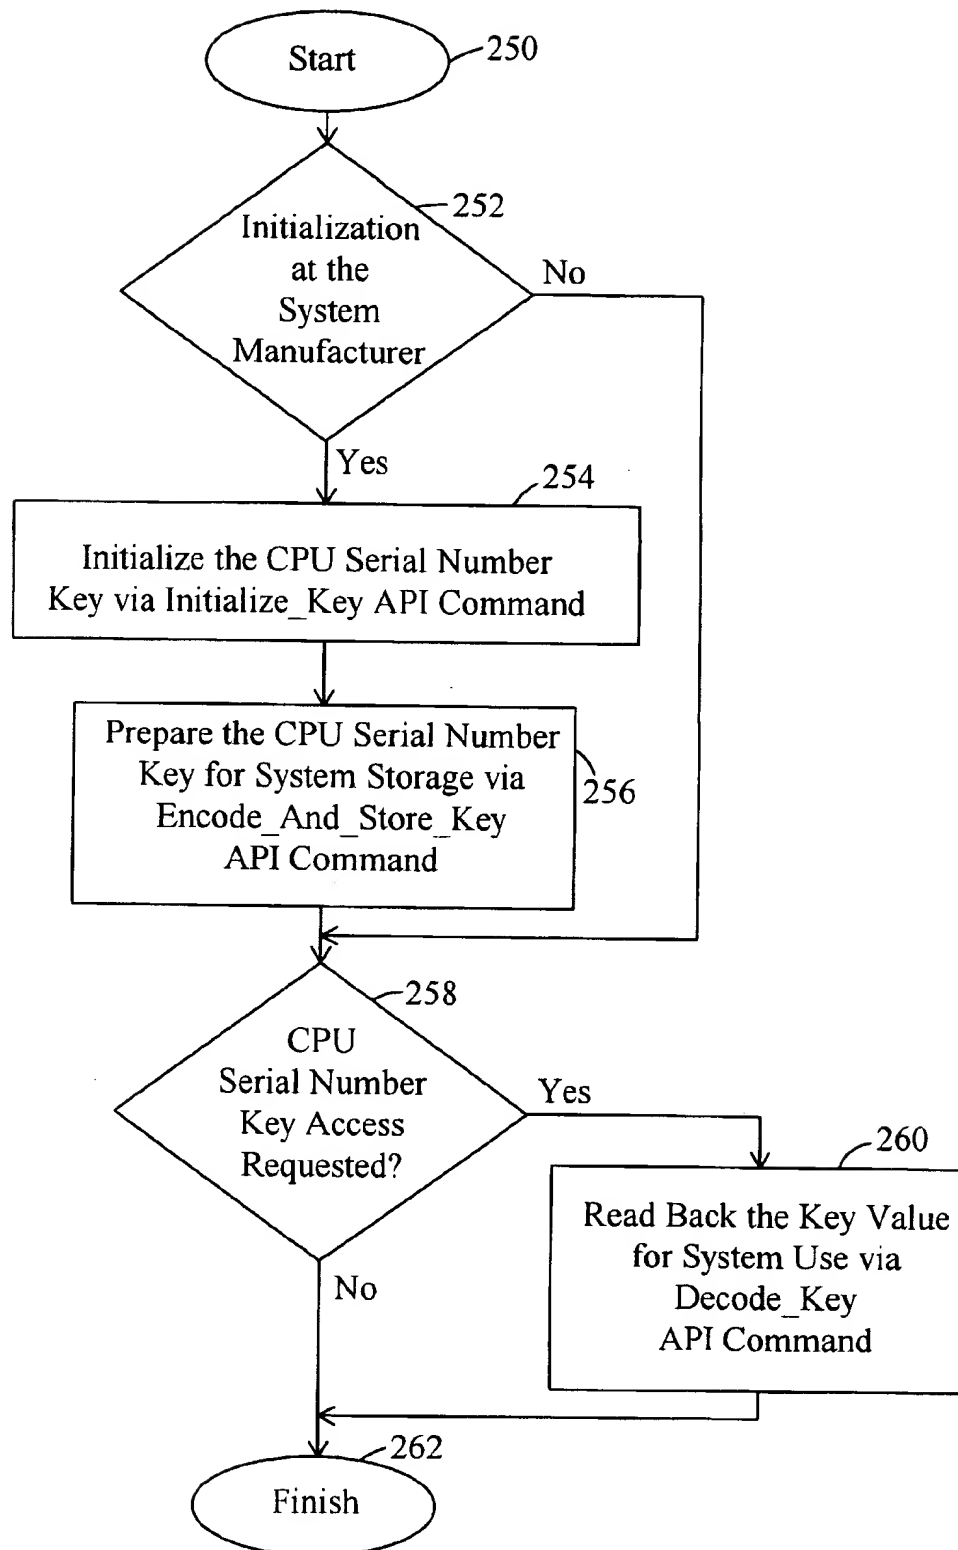 Start
250
252
Initialization
at the
System
Manufacturer
No
Yes
254
Initialize the CPU Serial Number
Key via Initialize_Key API Command
Prepare the CPU Serial Number
Key for System Storage via
Encode_And_Store_Key
API Command
256
258
CPU
Serial Number
Key Access
Requested?
Yes
260
Read Back the Key Value
for System Use via
Decode_Key
API Command
No
262
Finish